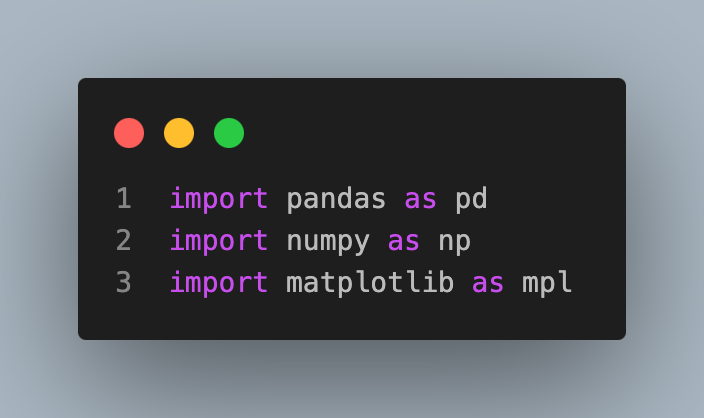 1 import pandas as pd
2 import numpy as np
3 import matplotlib as mpl